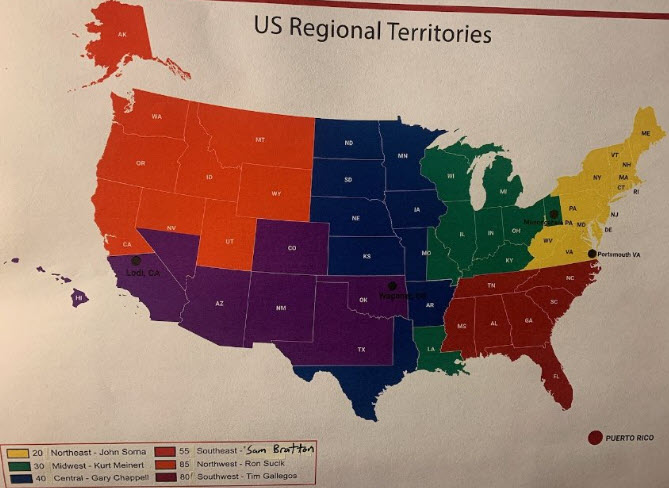 US Regional Territories
AK
WA
MT
ND
MN
ME
OR
ID
SD
WI
VT
NH
WY
MI
NY
MA
CT
RI
NE
IA
PA
NJ
NV
UT
CO
IL
IN
OH
PA
MD
DE
CA
KS
MO
WV
VA
Portsmouth VA
Lodi, CA
KY
HI
AZ
NM
OK
AR
TN
NC
SC
MS
AL
GA
TX
LA
FL
PUERTO RICO
20 Northeast - John Soma
30 Midwest - Kurt Meinert
40 Central - Gary Chappell
55 Southeast - Sam Bratton
85 Northwest - Ron Sucik
80 Southwest - Tim Gallegos